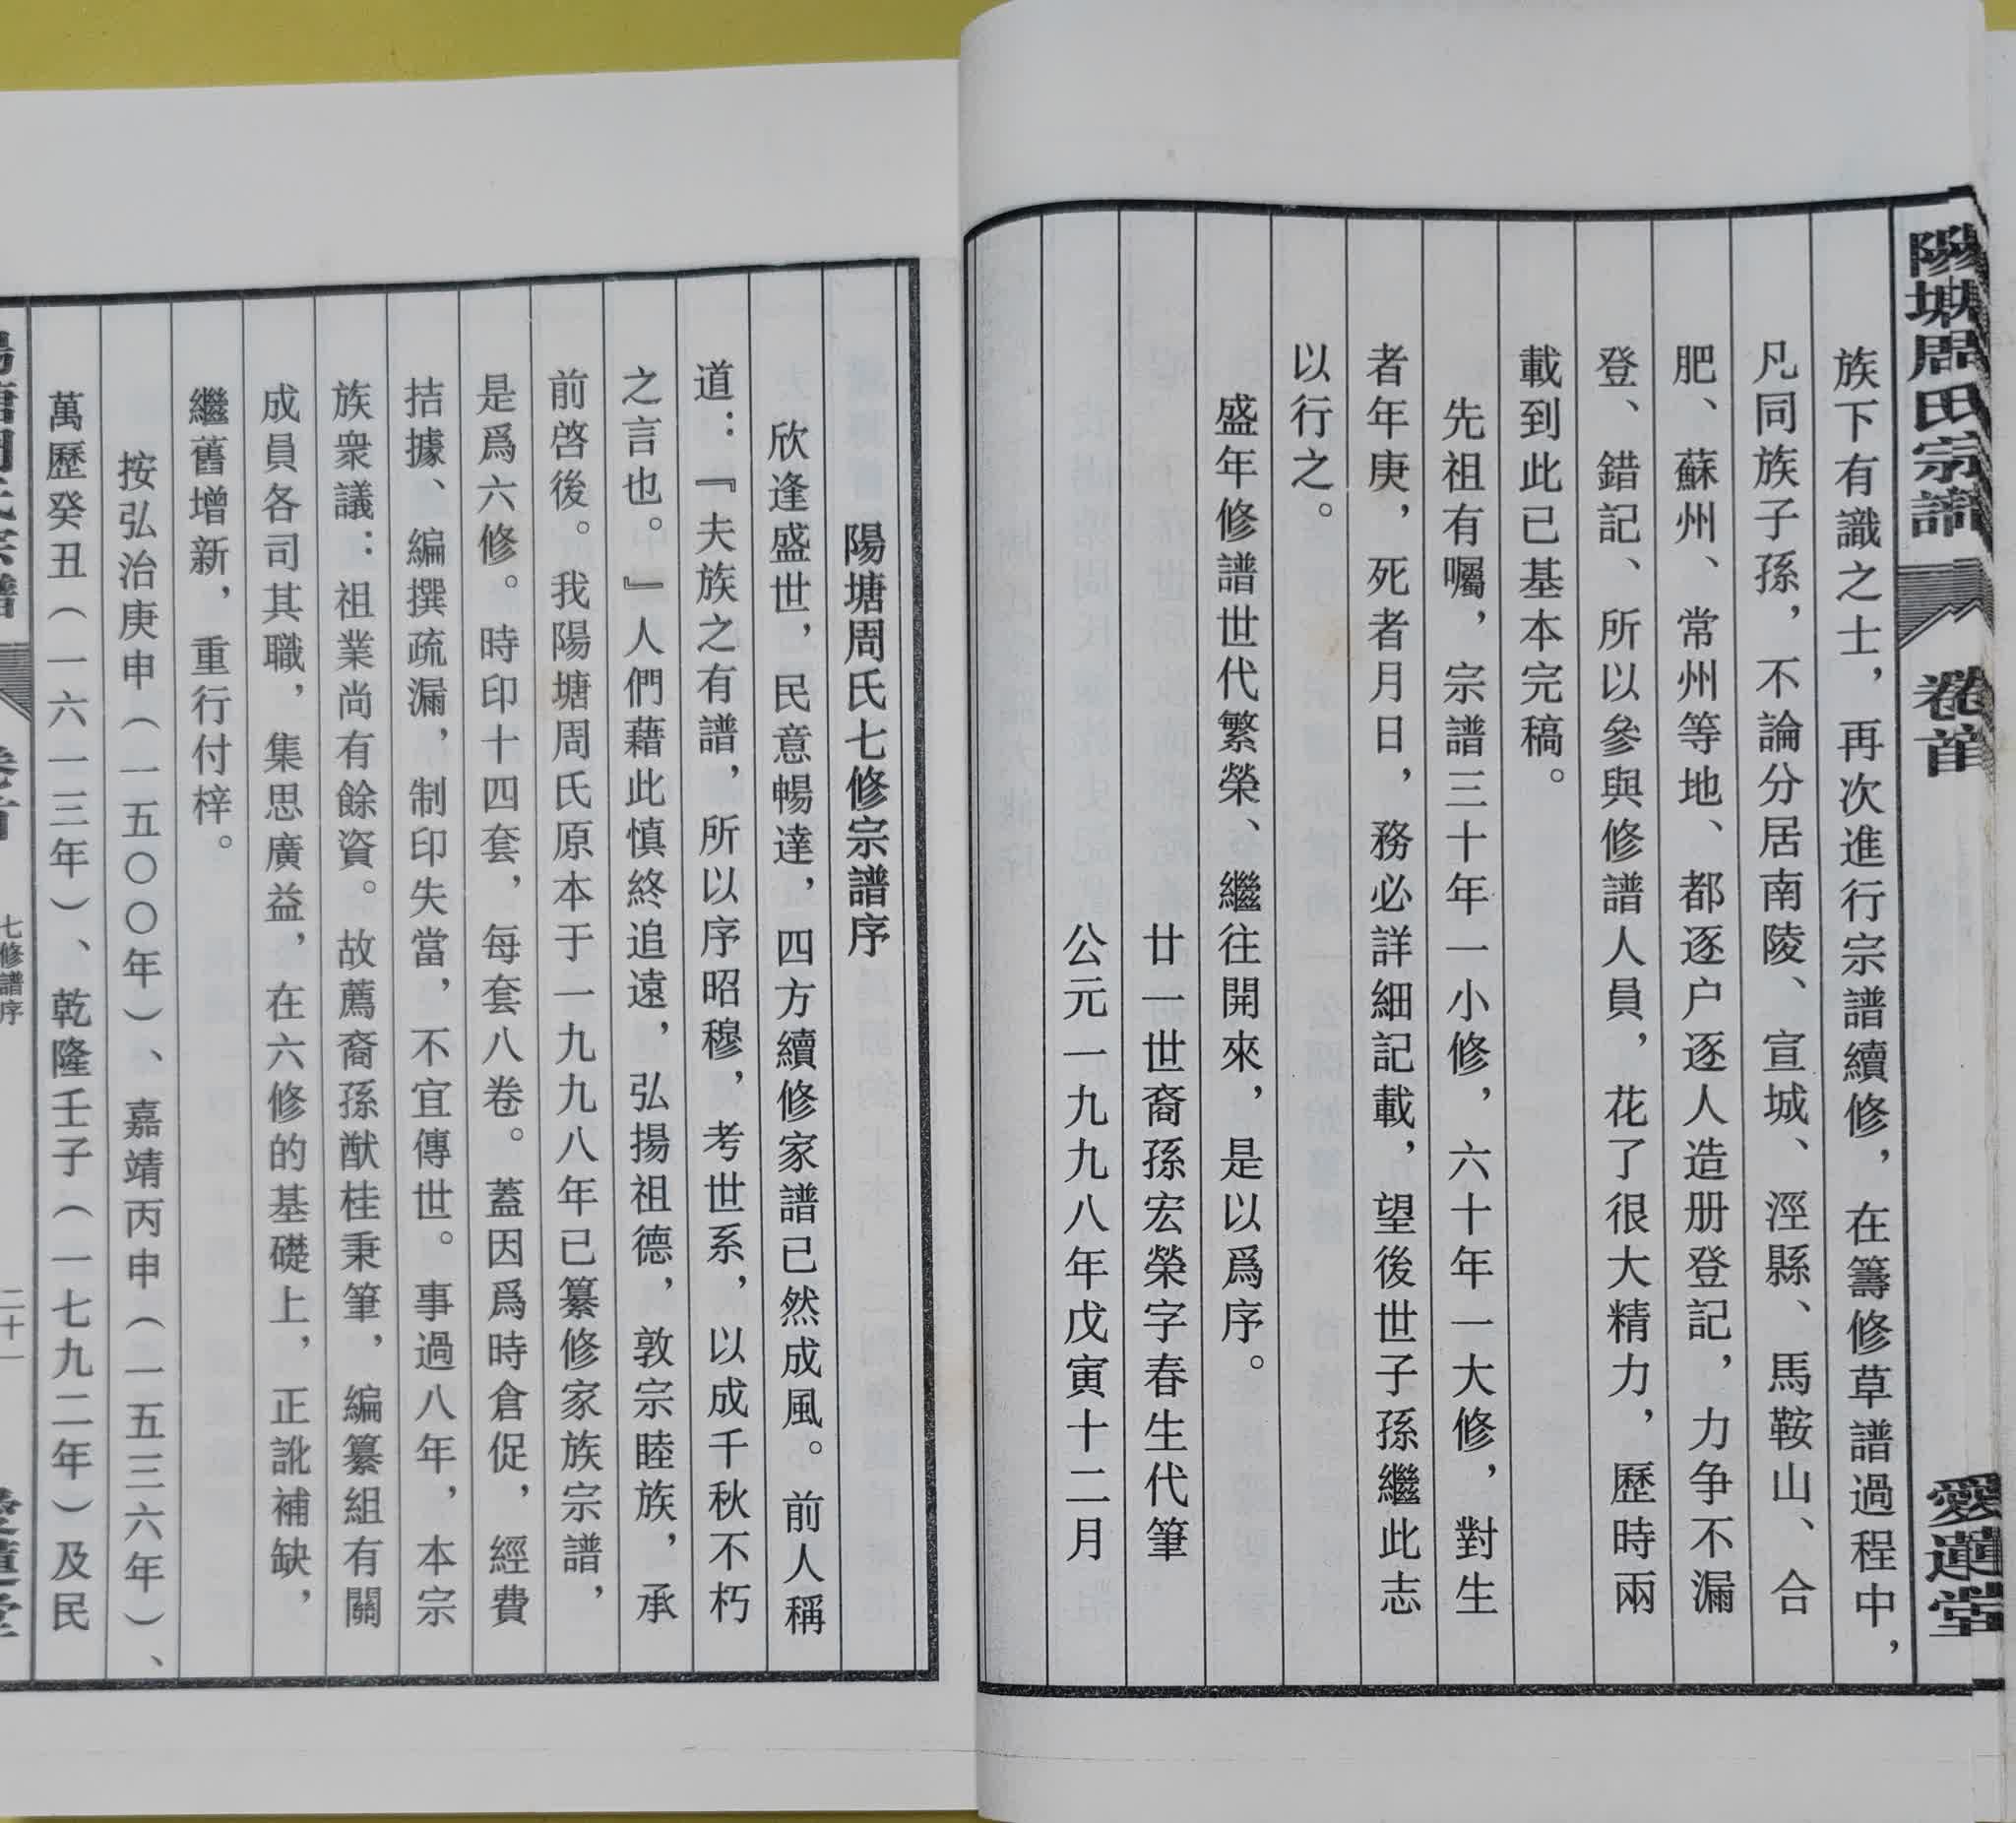 陽塘周氏宗譜
卷首
愛蓮堂
族下有識之士，再次進行宗譜續修，在籌修草譜過程中，
凡同族子孫，不論分居南陵、宣城、涇縣、馬鞍山、合
肥、蘇州、常州等地、都逐户逐人造册登記，力争不漏
登、錯記、所以參與修譜人員，花了很大精力，歷時兩
載到此已基本完稿。
先祖有囑，宗譜三十年一小修，六十年一大修，對生
者年庚，死者月日，務必詳細記載，望後世子孫繼此志
以行之。
盛年修譜世代繁榮、繼往開來，是以爲序。
廿一世裔孫宏榮字春生代筆
公元一九九八年戊寅十二月
陽塘周氏七修宗譜序
欣逢盛世，民意暢達，四方續修家譜已然成風。前人稱
道：『夫族之有譜，所以序昭穆，考世系，以成千秋不朽
之言也。』人們藉此慎終追遠，弘揚祖德，敦宗睦族，承
前啓後。我陽塘周氏原本于一九九八年已纂修家族宗譜，
是爲六修。時印十四套，每套八卷。蓋因爲時倉促，經費
拮據、編撰疏漏，制印失當，不宜傳世。事過八年，本宗
族衆議：祖業尚有餘資。故薦裔孫猷桂秉筆，編纂組有關
成員各司其職，集思廣益，在六修的基礎上，正訛補缺，
繼舊增新，重行付梓。
按弘治庚申（一五〇〇年）、嘉靖丙申（一五三六年）、
萬歷癸丑（一六一三年）、乾隆壬子（一七九二年）及民
七修譜序
二十一